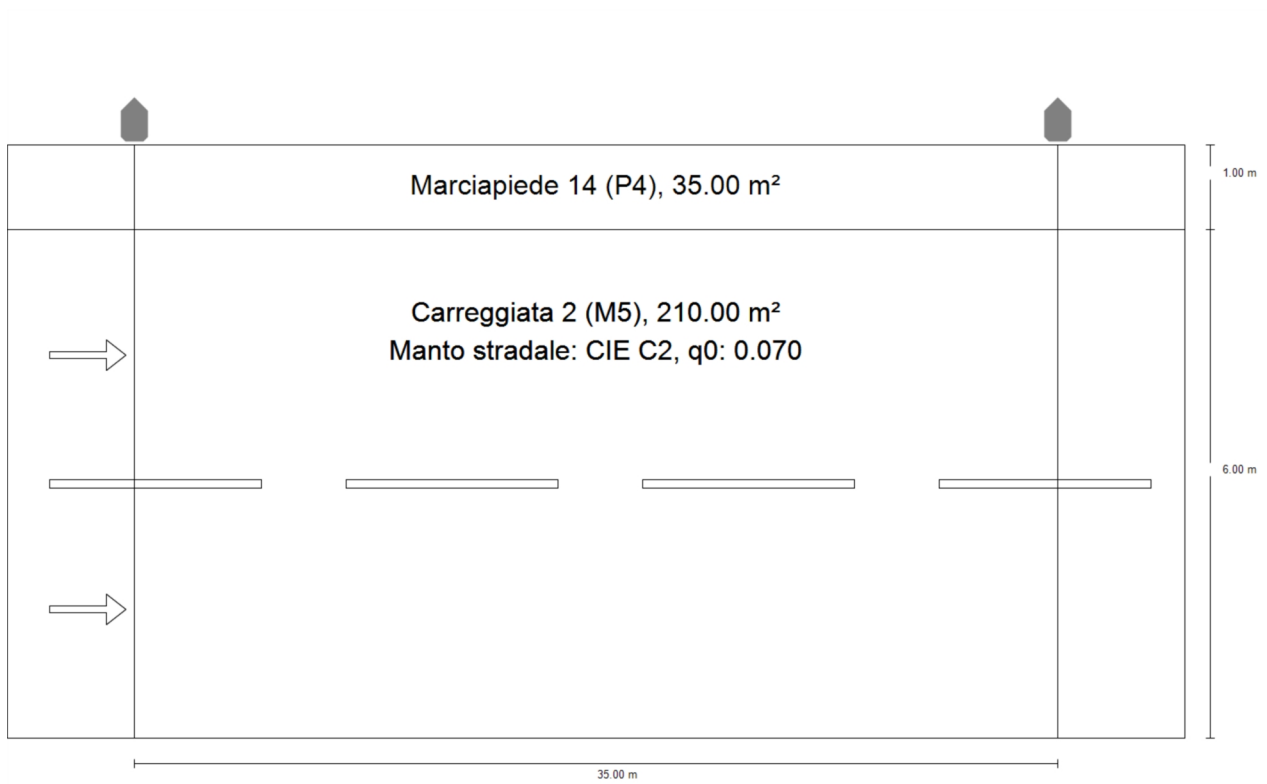 Marciapiede 14 (P4), 35.00 m²
1.00 m
Carreggiata 2 (M5), 210.00 m²
Manto stradale: CIE C2, q0: 0.070
6.00 m
35.00 m